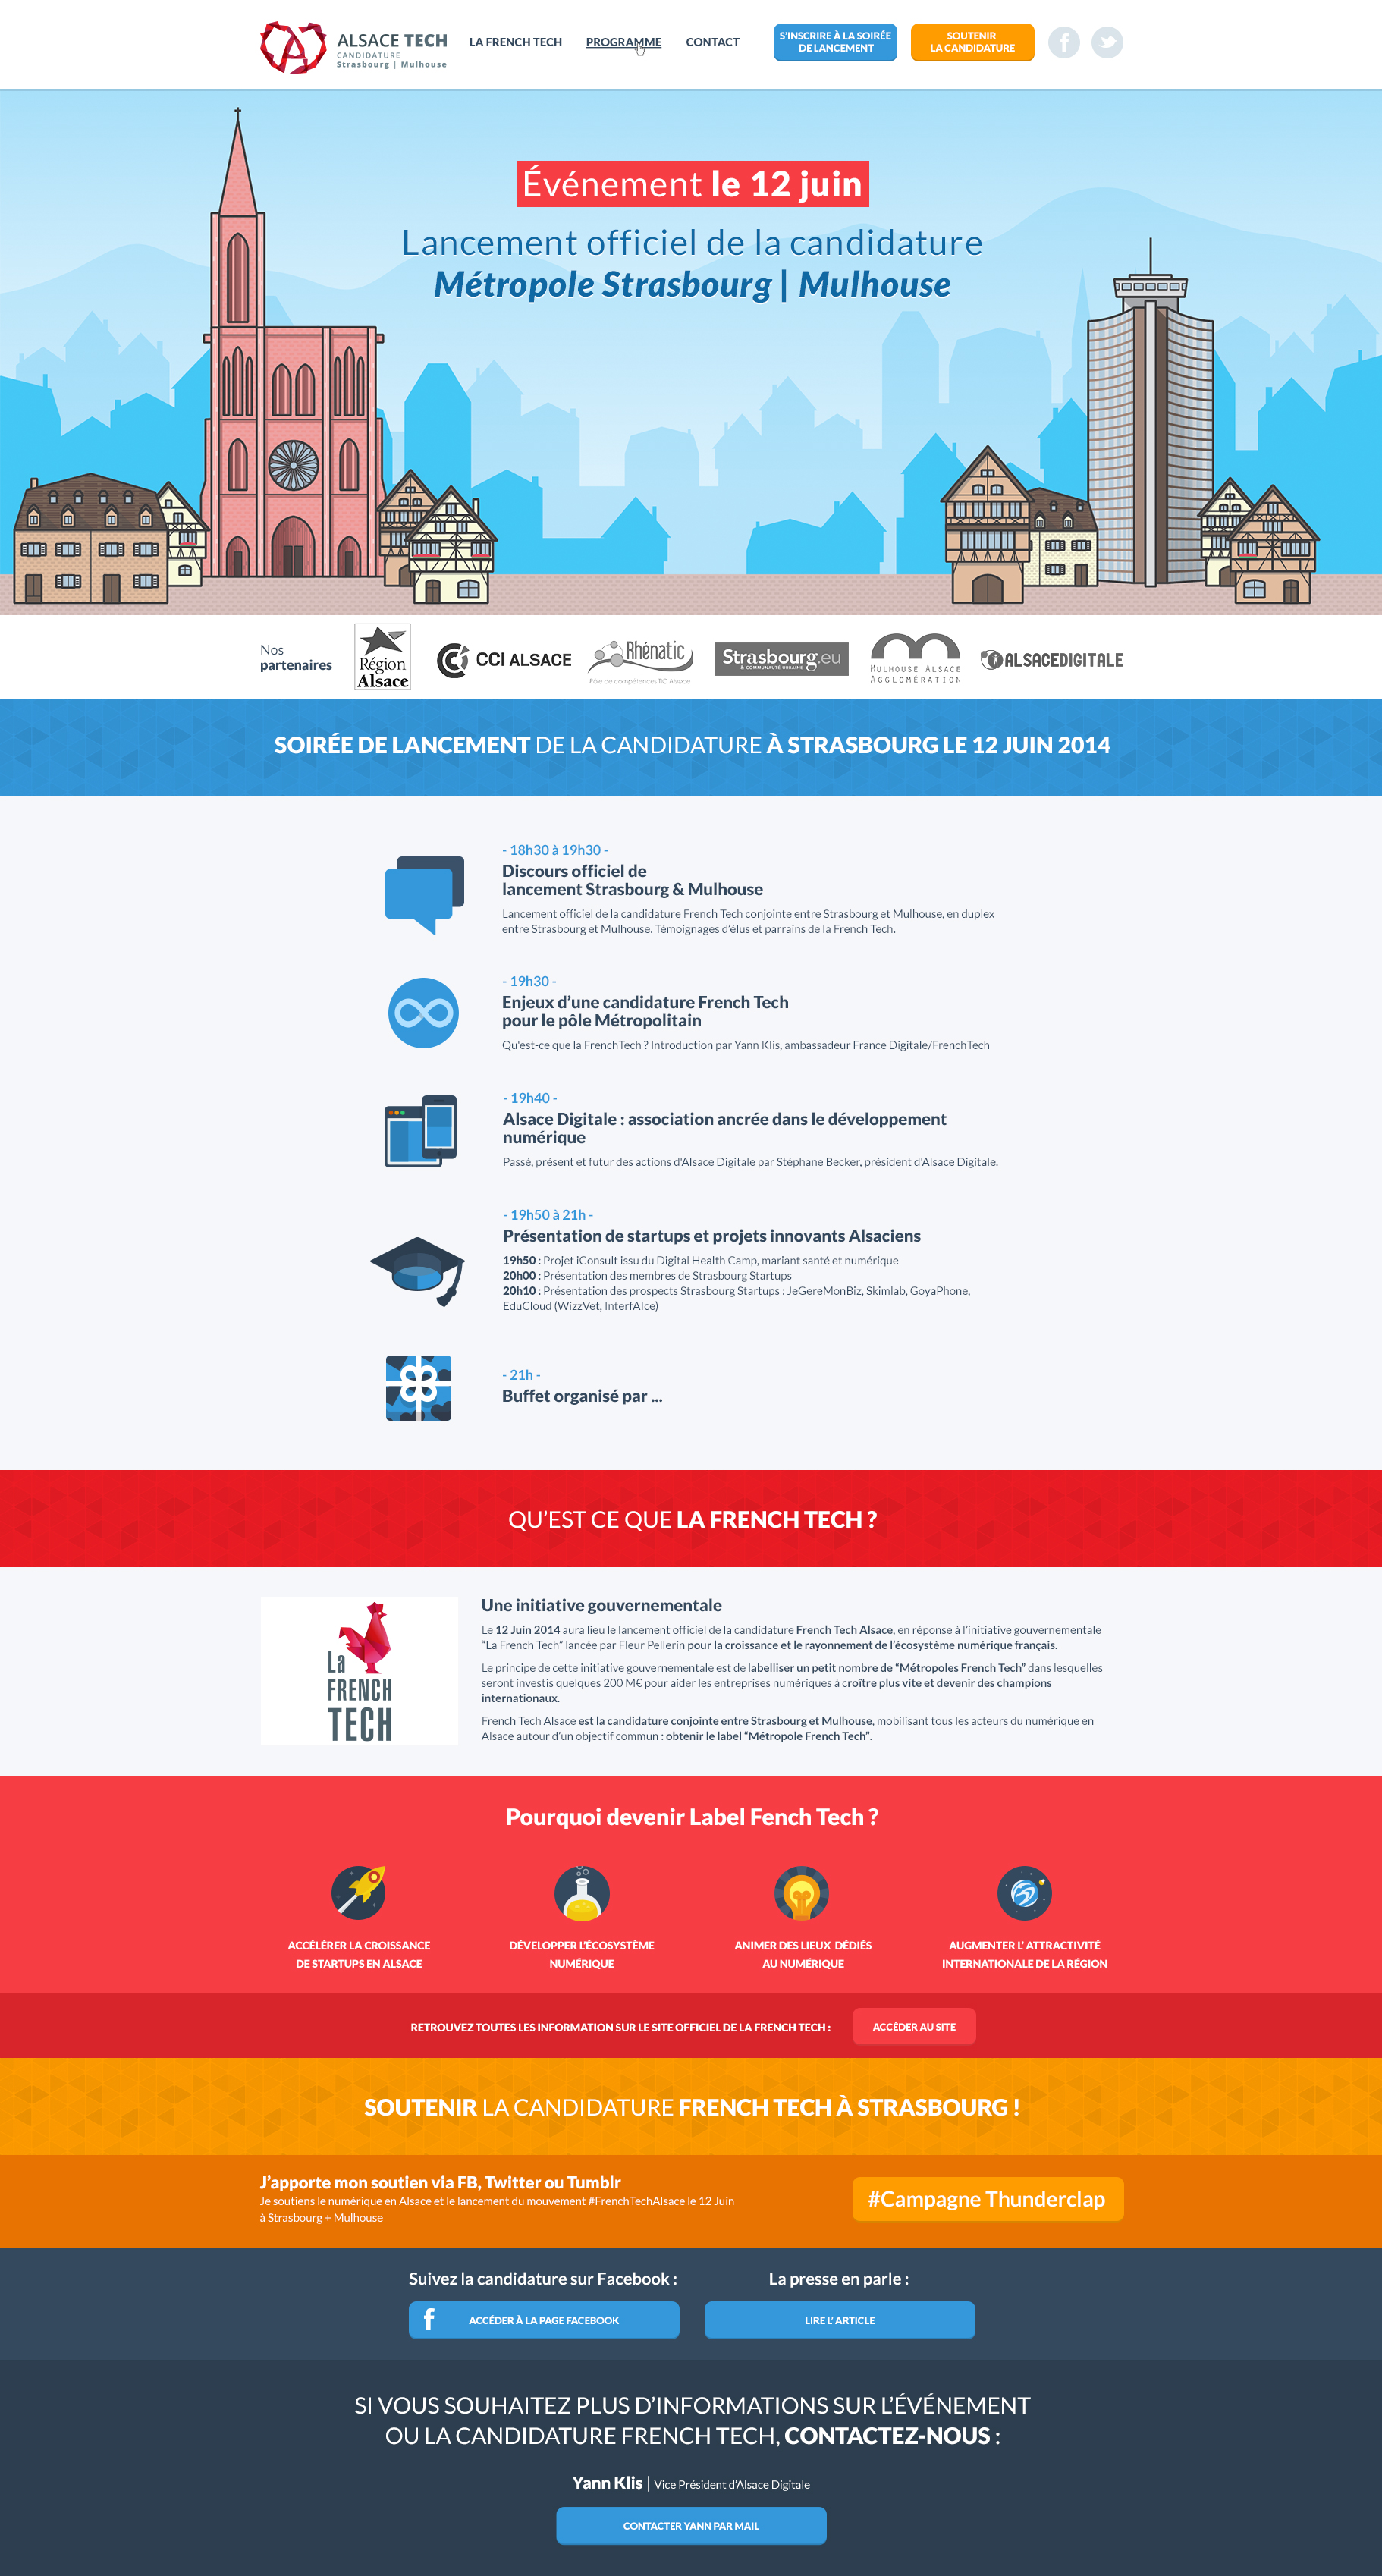 ALSACE TECH
CANDIDATURE
Strasbourg | Mulhouse
LA FRENCH TECH
PROGRAMME
CONTACT
S'INSCRIRE À LA SOIRÉE
DE LANCEMENT
SOUTENIR
LA CANDIDATURE
Événement le 12 juin
Lancement officiel de la candidature
Métropole Strasbourg | Mulhouse
Nos
partenaires
Région
Alsace
CCI ALSACE
Rhénatic
Pôle de compétences TIC Alsace
Strasbourg.eu
& COMMUNAUTÉ URBAINE
MULHOUSE ALSACE
AGGLOMÉRATION
ALSACEDIGITALE
SOIRÉE DE LANCEMENT DE LA CANDIDATURE À STRASBOURG LE 12 JUIN 2014
- 18h30 à 19h30 -
Discours officiel de
lancement Strasbourg & Mulhouse
Lancement officiel de la candidature French Tech conjointe entre Strasbourg et Mulhouse, en duplex
entre Strasbourg et Mulhouse. Témoignages d'élus et parrains de la French Tech.
- 19h30 -
Enjeux d'une candidature French Tech
pour le pôle Métropolitain
Qu'est-ce que la FrenchTech ? Introduction par Yann Klis, ambassadeur France Digitale/FrenchTech
- 19h40 -
Alsace Digitale : association ancrée dans le développement
numérique
Passé, présent et futur des actions d'Alsace Digitale par Stéphane Becker, président d'Alsace Digitale.
- 19h50 à 21h -
Présentation de startups et projets innovants Alsaciens
19h50 : Projet iConsult issu du Digital Health Camp, mariant santé et numérique
20h00 : Présentation des membres de Strasbourg Startups
20h10 : Présentation des prospects Strasbourg Startups : JeGereMonBiz, Skimlab, GoyaPhone,
EduCloud (WizzVet, InterfAIce)
- 21h -
Buffet organisé par ...
QU'EST CE QUE LA FRENCH TECH ?
La
FRENCH
TECH
Une initiative gouvernementale
Le 12 Juin 2014 aura lieu le lancement officiel de la candidature French Tech Alsace, en réponse à l'initiative gouvernementale
"La French Tech" lancée par Fleur Pellerin pour la croissance et le rayonnement de l'écosystème numérique français.
Le principe de cette initiative gouvernementale est de labelliser un petit nombre de "Métropoles French Tech" dans lesquelles
seront investis quelques 200 M€ pour aider les entreprises numériques à croître plus vite et devenir des champions
internationaux.
French Tech Alsace est la candidature conjointe entre Strasbourg et Mulhouse, mobilisant tous les acteurs du numérique en
Alsace autour d'un objectif commun : obtenir le label "Métropole French Tech".
Pourquoi devenir Label Fench Tech ?
ACCÉLÉRER LA CROISSANCE
DE STARTUPS EN ALSACE
DÉVELOPPER L'ÉCOSYSTÈME
NUMÉRIQUE
ANIMER DES LIEUX DÉDIÉS
AU NUMÉRIQUE
AUGMENTER L' ATTRACTIVITÉ
INTERNATIONALE DE LA RÉGION
RETROUVEZ TOUTES LES INFORMATION SUR LE SITE OFFICIEL DE LA FRENCH TECH :
ACCÉDER AU SITE
SOUTENIR LA CANDIDATURE FRENCH TECH À STRASBOURG !
J'apporte mon soutien via FB, Twitter ou Tumblr
Je soutiens le numérique en Alsace et le lancement du mouvement #FrenchTechAlsace le 12 Juin
à Strasbourg + Mulhouse
#Campagne Thunderclap
Suivez la candidature sur Facebook :
ACCÉDER À LA PAGE FACEBOOK
La presse en parle :
LIRE L' ARTICLE
SI VOUS SOUHAITEZ PLUS D'INFORMATIONS SUR L'ÉVÉNEMENT
OU LA CANDIDATURE FRENCH TECH, CONTACTEZ-NOUS :
Yann Klis | Vice Président d'Alsace Digitale
CONTACTER YANN PAR MAIL